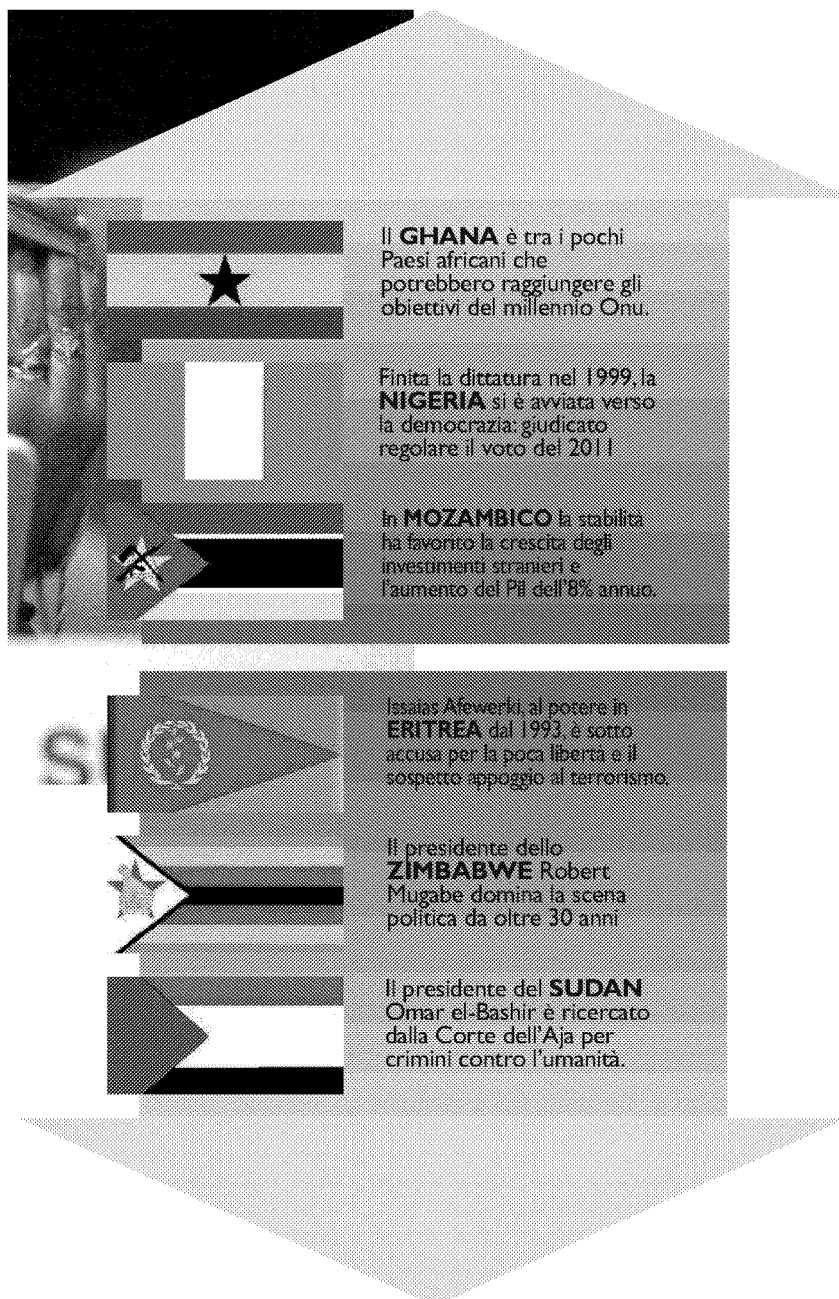 Il GHANA è tra i pochi
Paesi africani che
potrebbero raggiungere gli
obiettivi del millennio Onu.
Finita la dittatura nel 1999, la
NIGERIA si è avviata verso
la democrazia: giudicato
regolare il voto del 2011
In MOZAMBICO la stabilità
ha favorito la crescita degli
investimenti stranieri e
l'aumento del Pil dell'8% annuo.
Issaias Afewerki, al potere in
ERITREA dal 1993, è sotto
accusa per la poca libertà e il
sospetto appoggio al terrorismo.
Il presidente dello
ZIMBABWE Robert
Mugabe domina la scena
politica da oltre 30 anni
Il presidente del SUDAN
Omar el-Bashir è ricercato
dalla Corte dell'Aja per
crimini contro l'umanità.